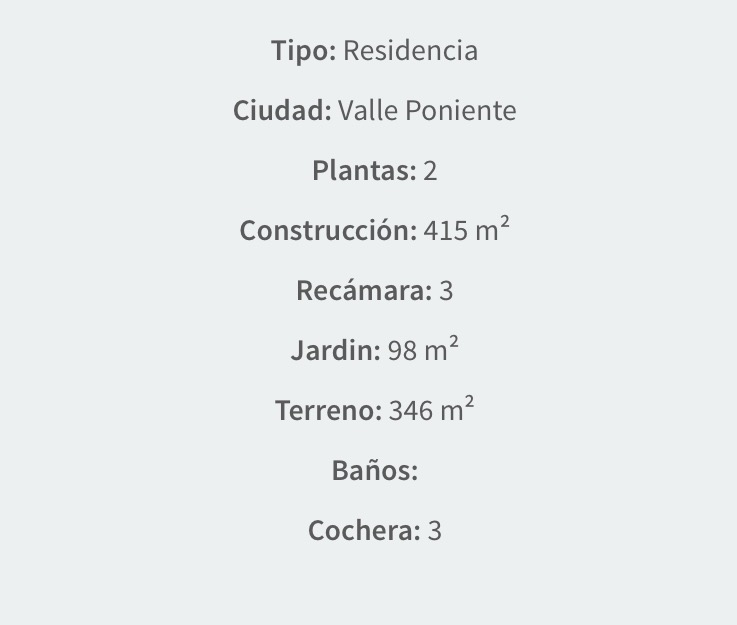 Tipo: Residencia
Ciudad: Valle Poniente
Plantas: 2
Construcción: 415 m²
Recámara: 3
Jardin: 98 m²
Terreno: 346 m²
Baños:
Cochera: 3